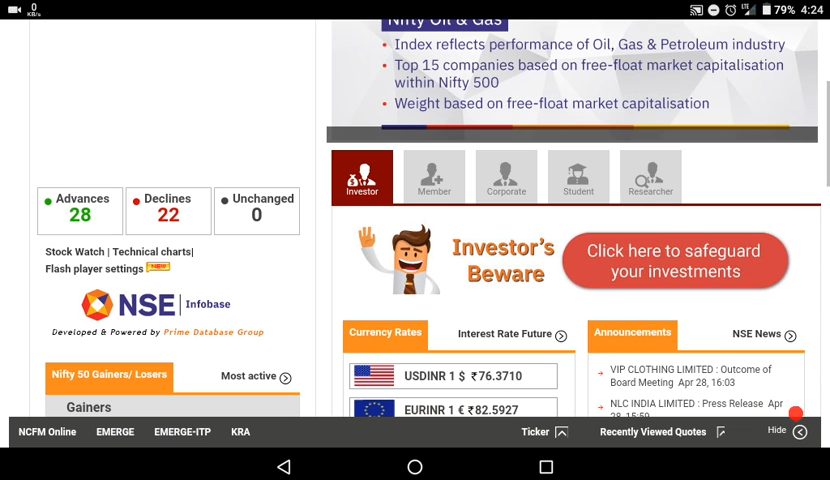 0
KB/s
LTE
79% 4:24
Nifty Oil & Gas
• Index reflects performance of Oil, Gas & Petroleum industry
• Top 15 companies based on free-float market capitalisation
within Nifty 500
• Weight based on free-float market capitalisation
Advances
28
Declines
22
Unchanged
0
Stock Watch | Technical charts|
Flash player settings NEW
NSE | Infobase
Developed & Powered by Prime Database Group
Nifty 50 Gainers/ Losers
Most active
Gainers
Investor
Member
Corporate
Student
Researcher
Investor's
Beware
Click here to safeguard
your investments
Currency Rates
Interest Rate Future
USDINR 1 $ ₹76.3710
EURINR 1 € ₹82.5927
Announcements
NSE News
VIP CLOTHING LIMITED : Outcome of
Board Meeting Apr 28, 16:03
NLC INDIA LIMITED : Press Release Apr
28, 15:59
NCFM Online EMERGE EMERGE-ITP KRA
Ticker
Recently Viewed Quotes
Hide